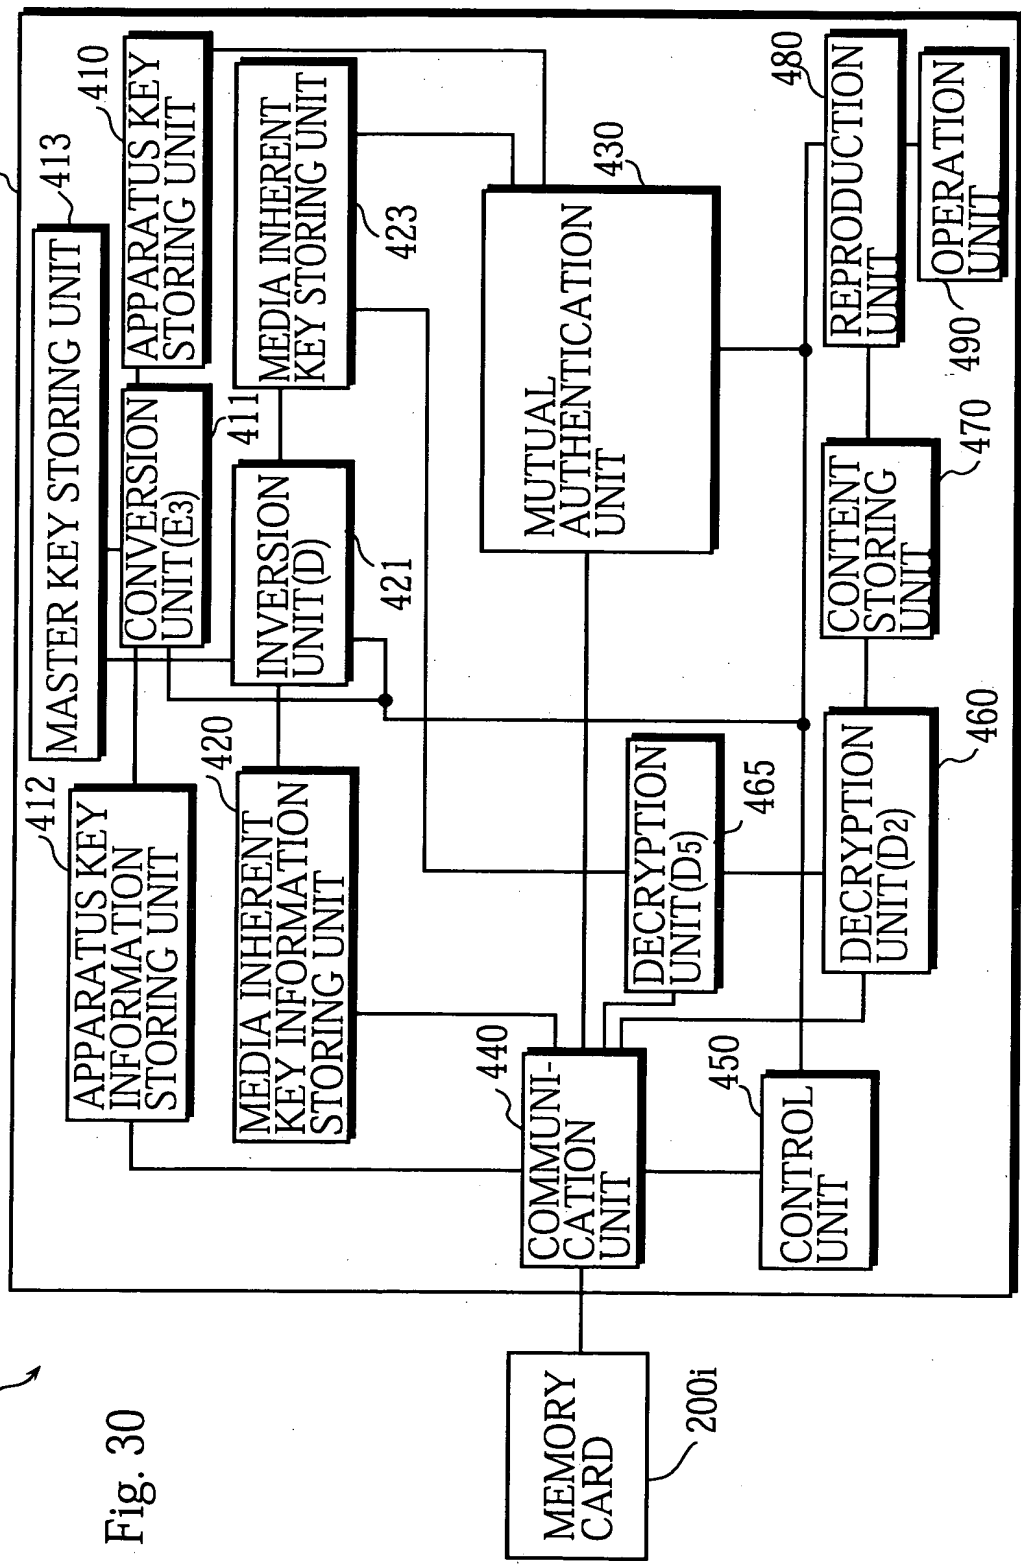 Fig. 30
MASTER KEY STORING UNIT
413
410
APPARATUS KEY
STORING UNIT
CONVERSION
UNIT(E3)
411
412
APPARATUS KEY
INFORMATION
STORING UNIT
MEDIA INHERENT
KEY STORING UNIT
423
INVERSION
UNIT(D)
421
420
MEDIA INHERENT
KEY INFORMATION
STORING UNIT
MUTUAL
AUTHENTICATION
UNIT
430
440
COMMUNI-
CATION
UNIT
DECRYPTION
UNIT(D5)
465
MEMORY
CARD
200i
450
CONTROL
UNIT
DECRYPTION
UNIT(D2)
460
CONTENT
STORING
UNIT
470
480
REPRODUCTION
UNIT
OPERATION
UNIT
490